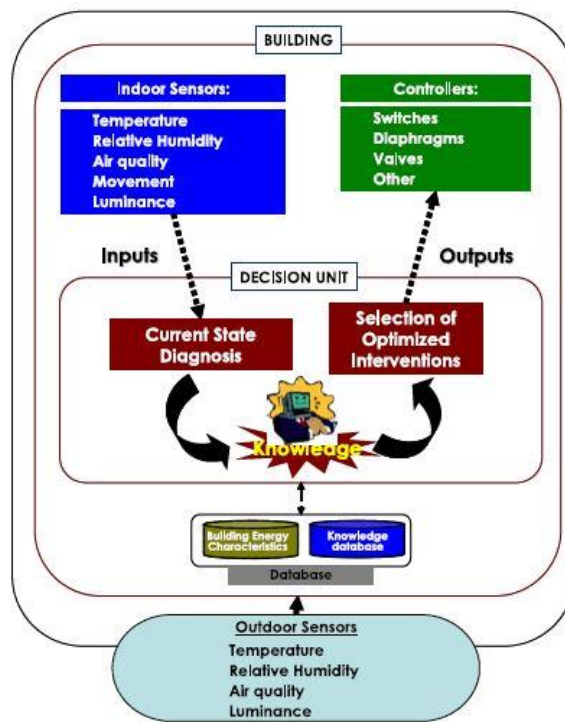 BUILDING
Indoor Sensors:
Temperature
Relative Humidity
Air quality
Movement
Luminance
Controllers:
Switches
Diaphragms
Valves
Other
Inputs
Outputs
DECISION UNIT
Current State
Diagnosis
Selection of
Optimized
Interventions
Knowledge
Building Energy
Characteristics
Knowledge
database
Database
Outdoor Sensors
Temperature
Relative Humidity
Air quality
Luminance